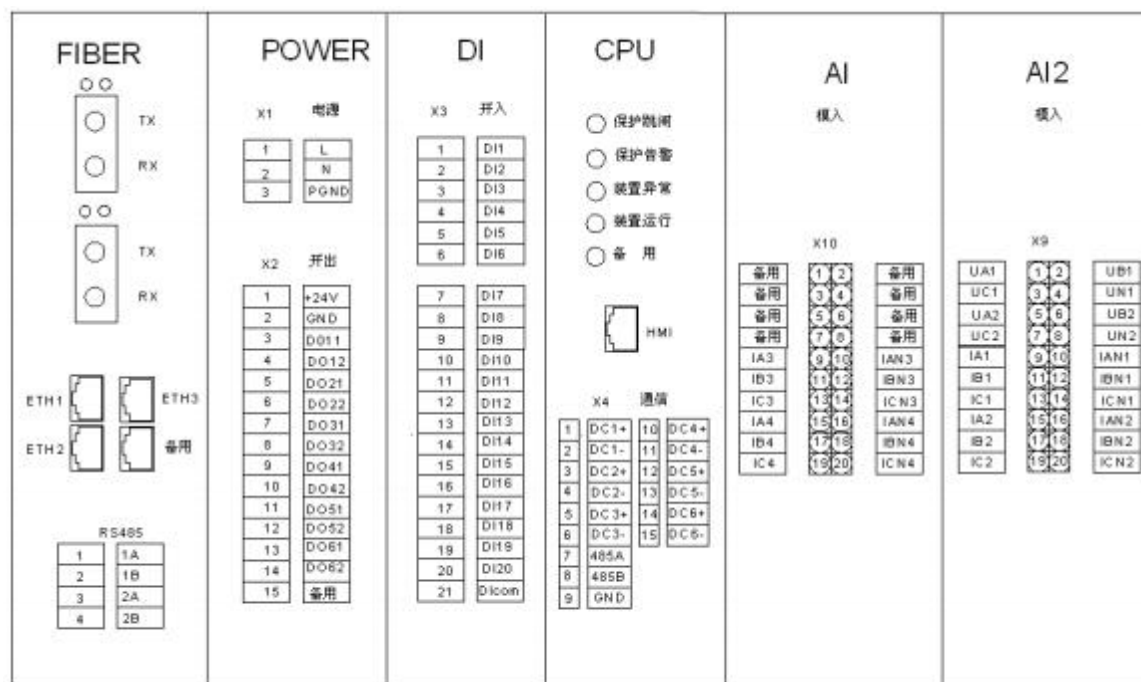 FIBER
TX
RX
TX
RX
ETH1
ETH3
ETH2
备用
RS485
1 1A
2 1B
3 2A
4 2B
POWER
X1 电源
1 L
2 N
3 PGND
X2 开出
1 +24V
2 GND
3 DO11
4 DO12
5 DO21
6 DO22
7 DO31
8 DO32
9 DO41
10 DO42
11 DO51
12 DO52
13 DO61
14 DO62
15 备用
DI
X3 开入
1 DI1
2 DI2
3 DI3
4 DI4
5 DI5
6 DI6
7 DI7
8 DI8
9 DI9
10 DI10
11 DI11
12 DI12
13 DI13
14 DI14
15 DI15
16 DI16
17 DI17
18 DI18
19 DI19
20 DI20
21 DIcom
CPU
保护跳闸
保护告警
装置异常
装置运行
备 用
HMI
X4 通信
1 DC1+ 10 DC4+
2 DC1- 11 DC4-
3 DC2+ 12 DC5+
4 DC2- 13 DC5-
5 DC3+ 14 DC6+
6 DC3- 15 DC6-
7 485A
8 485B
9 GND
AI
模入
X10
备用 1 2 备用
备用 3 4 备用
备用 5 6 备用
备用 7 8 备用
IA3 9 10 IAN3
IB3 11 12 IBN3
IC3 13 14 ICN3
IA4 15 16 IAN4
IB4 17 18 IBN4
IC4 19 20 ICN4
AI2
模入
X9
UA1 1 2 UB1
UC1 3 4 UN1
UA2 5 6 UB2
UC2 7 8 UN2
IA1 9 10 IAN1
IB1 11 12 IBN1
IC1 13 14 ICN1
IA2 15 16 IAN2
IB2 17 18 IBN2
IC2 19 20 ICN2